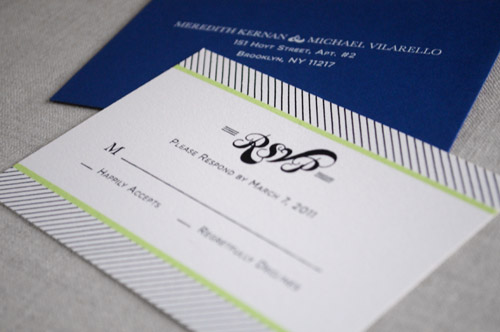 MEREDITH KERNAN & MICHAEL VILARELLO
151 HOYT STREET, APT. #2
BROOKLYN, NY 11217
RSVP
PLEASE RESPOND BY MARCH 7, 2011
M
HAPPILY ACCEPTS
REGRETFULLY DECLINES